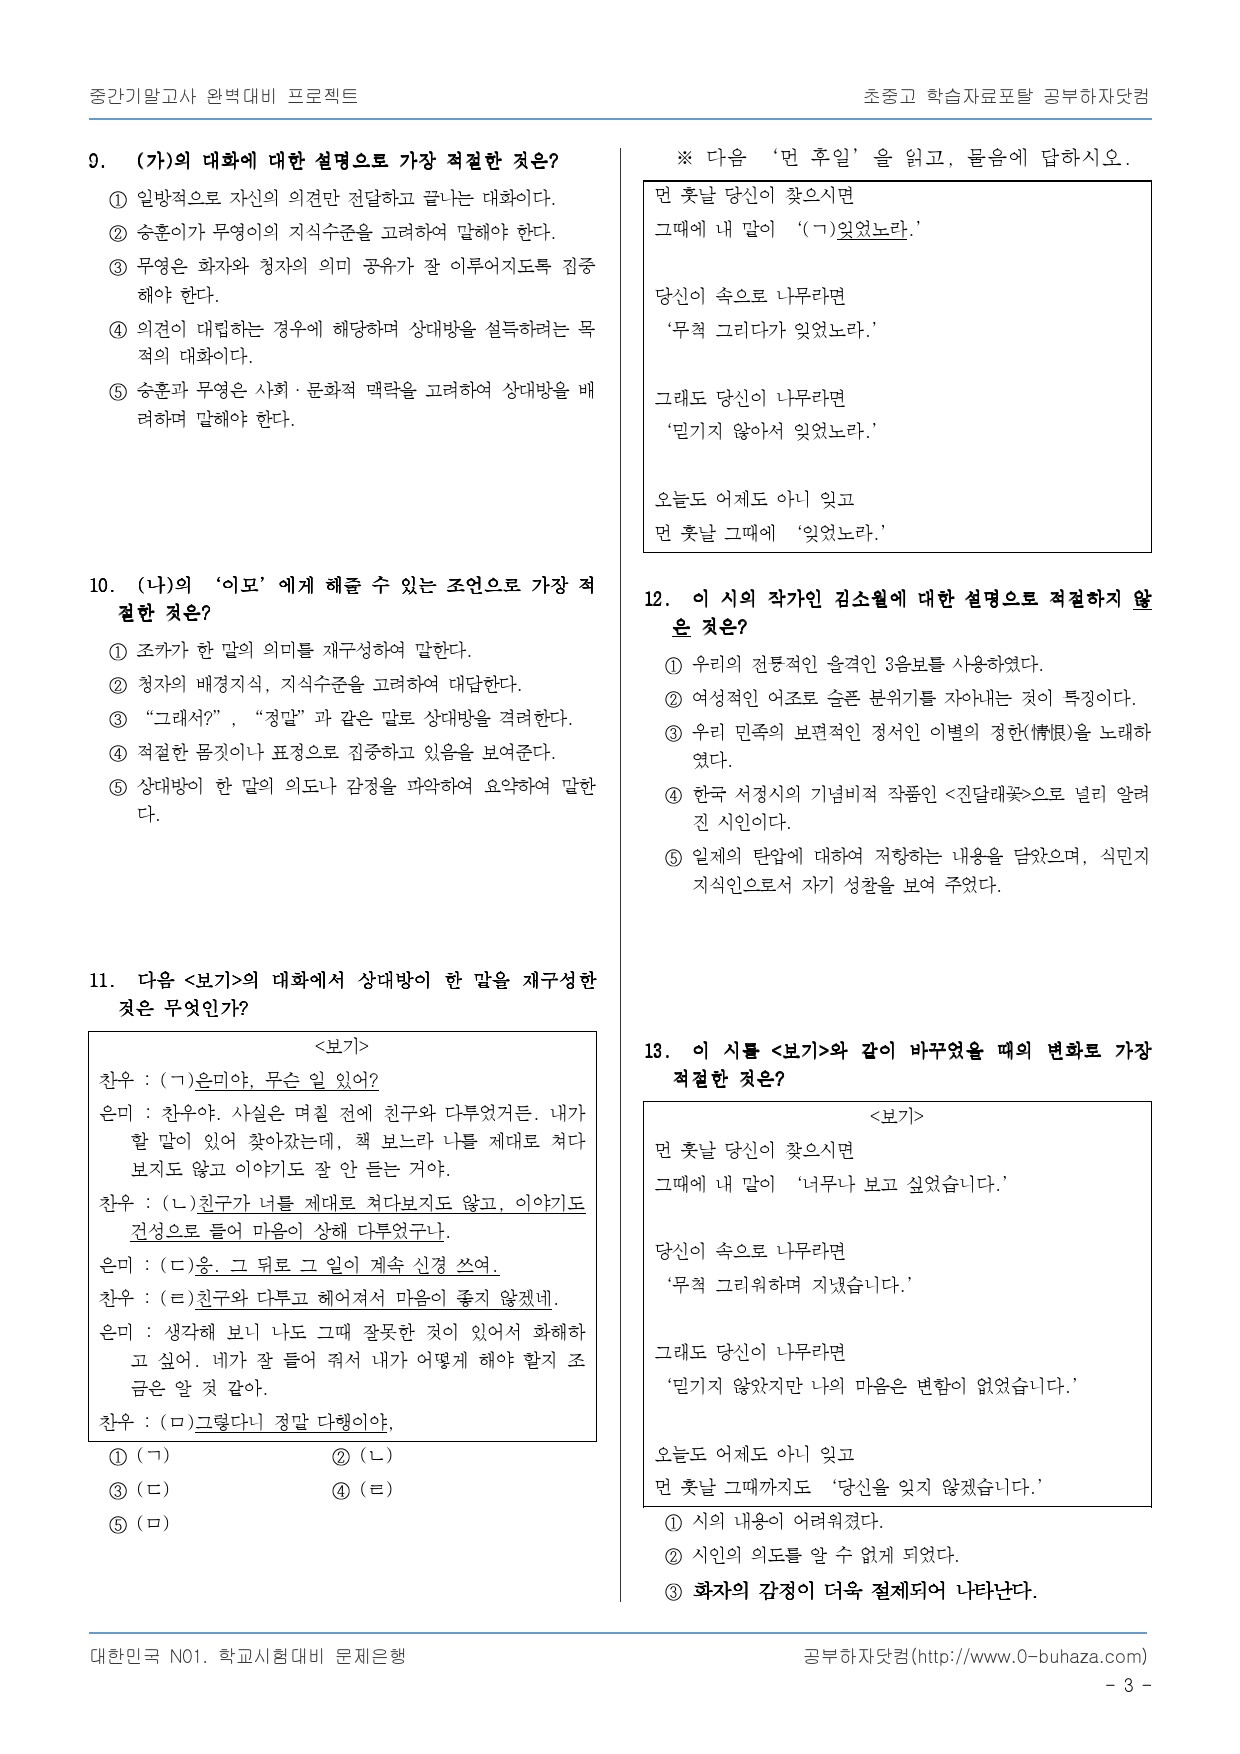 중간기말고사 완벽대비 프로젝트
초중고 학습자료포탈 공부하자닷컴
9. (가)의 대화에 대한 설명으로 가장 적절한 것은?
① 일방적으로 자신의 의견만 전달하고 끝나는 대화이다.
② 승훈이가 무영이의 지식수준을 고려하여 말해야 한다.
③ 무영은 화자와 청자의 의미 공유가 잘 이루어지도록 집중
해야 한다.
④ 의견이 대립하는 경우에 해당하며 상대방을 설득하려는 목
적의 대화이다.
⑤ 승훈과 무영은 사회·문화적 맥락을 고려하여 상대방을 배
려하며 말해야 한다.
10. (나)의 ‘이모’에게 해줄 수 있는 조언으로 가장 적
절한 것은?
① 조카가 한 말의 의미를 재구성하여 말한다.
② 청자의 배경지식, 지식수준을 고려하여 대답한다.
③ “그래서?”, “정말”과 같은 말로 상대방을 격려한다.
④ 적절한 몸짓이나 표정으로 집중하고 있음을 보여준다.
⑤ 상대방이 한 말의 의도나 감정을 파악하여 요약하여 말한
다.
11. 다음 <보기>의 대화에서 상대방이 한 말을 재구성한
것은 무엇인가?
<보기>
찬우 : (ㄱ)은미야, 무슨 일 있어?
은미 : 찬우야. 사실은 며칠 전에 친구와 다투었거든. 내가
할 말이 있어 찾아갔는데, 책 보느라 나를 제대로 쳐다
보지도 않고 이야기도 잘 안 듣는 거야.
찬우 : (ㄴ)친구가 너를 제대로 쳐다보지도 않고, 이야기도
건성으로 들어 마음이 상해 다투었구나.
은미 : (ㄷ)응. 그 뒤로 그 일이 계속 신경 쓰여.
찬우 : (ㄹ)친구와 다투고 헤어져서 마음이 좋지 않겠네.
은미 : 생각해 보니 나도 그때 잘못한 것이 있어서 화해하
고 싶어. 네가 잘 들어 줘서 내가 어떻게 해야 할지 조
금은 알 것 같아.
찬우 : (ㅁ)그렇다니 정말 다행이야,
① (ㄱ) ② (ㄴ)
③ (ㄷ) ④ (ㄹ)
⑤ (ㅁ)
※ 다음 ‘먼 후일’을 읽고, 물음에 답하시오.
먼 훗날 당신이 찾으시면
그때에 내 말이 ‘(ㄱ)잊었노라.’
당신이 속으로 나무라면
‘무척 그리다가 잊었노라.’
그래도 당신이 나무라면
‘믿기지 않아서 잊었노라.’
오늘도 어제도 아니 잊고
먼 훗날 그때에 ‘잊었노라.’
12. 이 시의 작가인 김소월에 대한 설명으로 적절하지 않
은 것은?
① 우리의 전통적인 율격인 3음보를 사용하였다.
② 여성적인 어조로 슬픈 분위기를 자아내는 것이 특징이다.
③ 우리 민족의 보편적인 정서인 이별의 정한(情恨)을 노래하
였다.
④ 한국 서정시의 기념비적 작품인 <진달래꽃>으로 널리 알려
진 시인이다.
⑤ 일제의 탄압에 대하여 저항하는 내용을 담았으며, 식민지
지식인으로서 자기 성찰을 보여 주었다.
13. 이 시를 <보기>와 같이 바꾸었을 때의 변화로 가장
적절한 것은?
<보기>
먼 훗날 당신이 찾으시면
그때에 내 말이 ‘너무나 보고 싶었습니다.’
당신이 속으로 나무라면
‘무척 그리워하며 지냈습니다.’
그래도 당신이 나무라면
‘믿기지 않았지만 나의 마음은 변함이 없었습니다.’
오늘도 어제도 아니 잊고
먼 훗날 그때까지도 ‘당신을 잊지 않겠습니다.’
① 시의 내용이 어려워졌다.
② 시인의 의도를 알 수 없게 되었다.
③ 화자의 감정이 더욱 절제되어 나타난다.
대한민국 N01. 학교시험대비 문제은행
공부하자닷컴(http://www.0-buhaza.com)
- 3 -